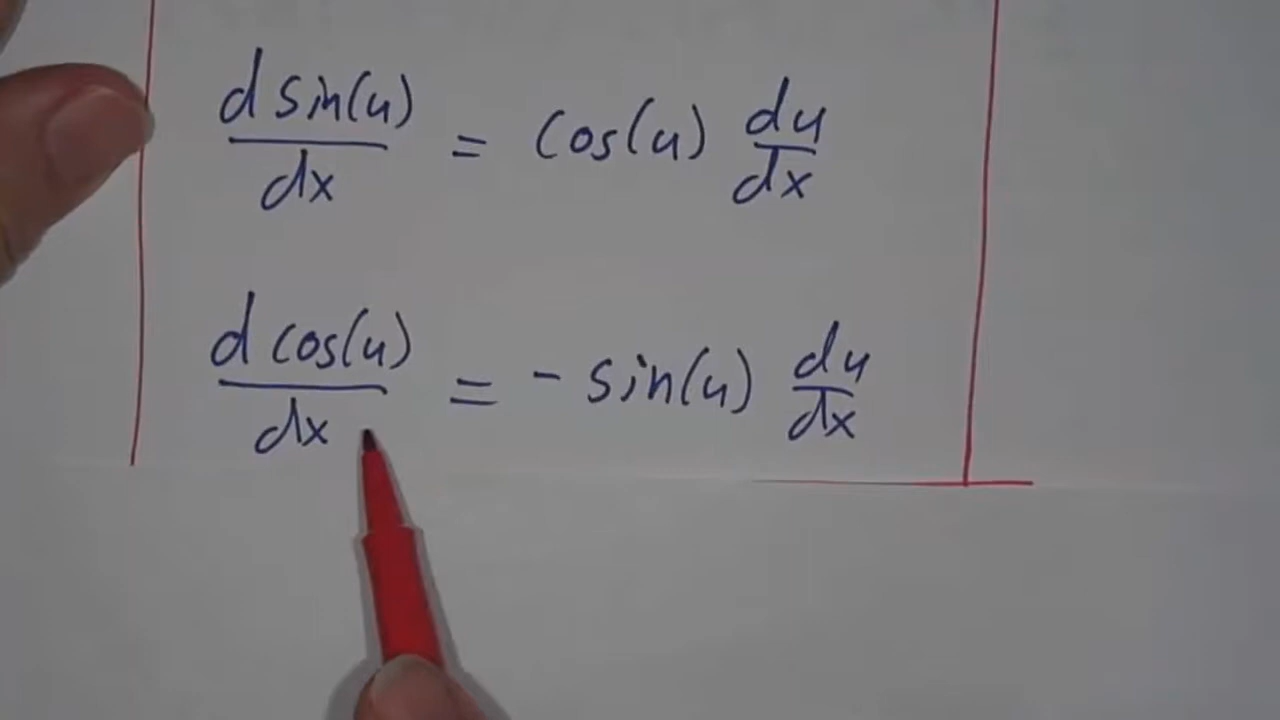 d sin(u)/dx = cos(u) du/dx
d cos(u)/dx = - sin(u) du/dx